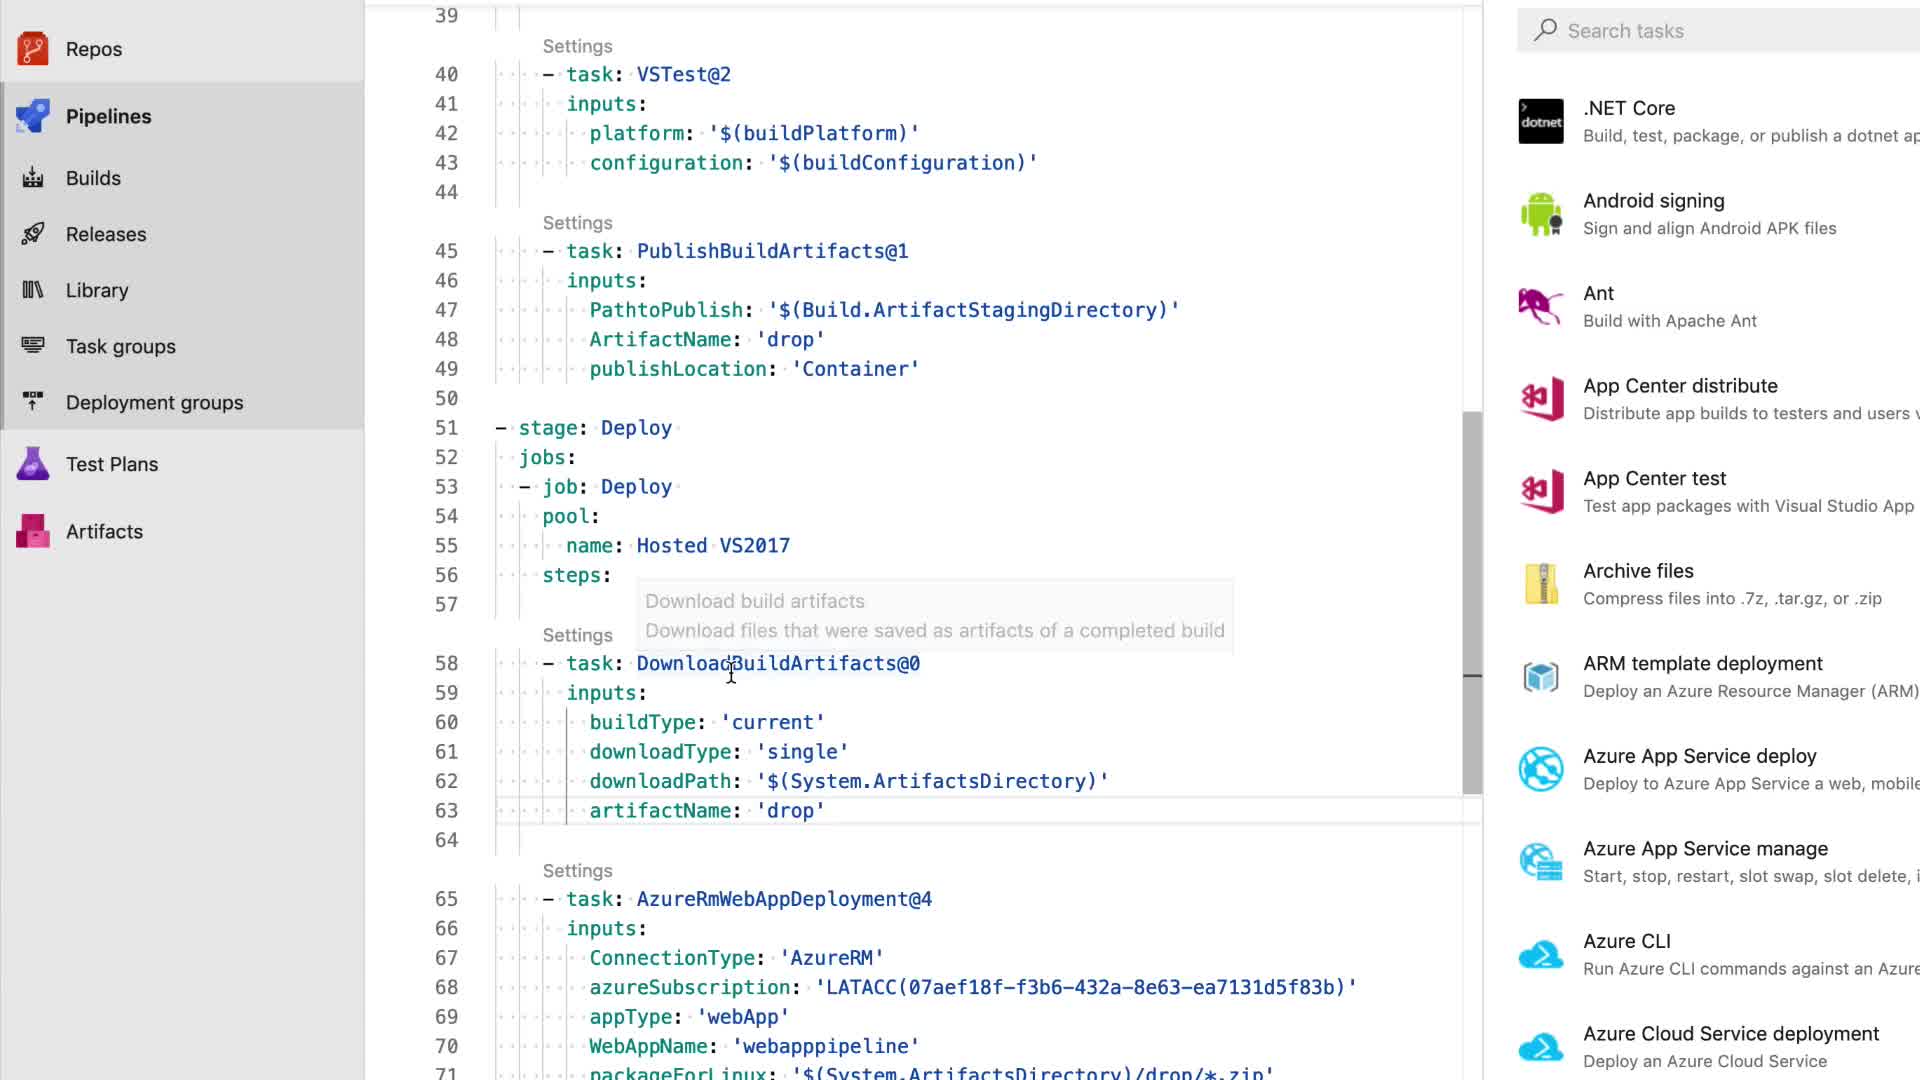 Repos
Pipelines
Builds
Releases
Library
Task groups
Deployment groups
Test Plans
Artifacts
39
Settings
40 - task: VSTest@2
41 inputs:
42 platform: '$(buildPlatform)'
43 configuration: '$(buildConfiguration)'
44
Settings
45 - task: PublishBuildArtifacts@1
46 inputs:
47 PathtoPublish: '$(Build.ArtifactStagingDirectory)'
48 ArtifactName: 'drop'
49 publishLocation: 'Container'
50
51 - stage: Deploy
52 jobs:
53 - job: Deploy
54 pool:
55 name: Hosted VS2017
56 steps:
57
Download build artifacts
Download files that were saved as artifacts of a completed build
Settings
58 - task: DownloadBuildArtifacts@0
59 inputs:
60 buildType: 'current'
61 downloadType: 'single'
62 downloadPath: '$(System.ArtifactsDirectory)'
63 artifactName: 'drop'
64
Settings
65 - task: AzureRmWebAppDeployment@4
66 inputs:
67 ConnectionType: 'AzureRM'
68 azureSubscription: 'LATACC(07aef18f-f3b6-432a-8e63-ea7131d5f83b)'
69 appType: 'webApp'
70 WebAppName: 'webapppipeline'
71 packageForLinux: '$(System.ArtifactsDirectory)/drop/*.zip'
Search tasks
dotnet
.NET Core
Build, test, package, or publish a dotnet ap
Android signing
Sign and align Android APK files
Ant
Build with Apache Ant
App Center distribute
Distribute app builds to testers and users v
App Center test
Test app packages with Visual Studio App
Archive files
Compress files into .7z, .tar.gz, or .zip
ARM template deployment
Deploy an Azure Resource Manager (ARM)
Azure App Service deploy
Deploy to Azure App Service a web, mobile
Azure App Service manage
Start, stop, restart, slot swap, slot delete, i
Azure CLI
Run Azure CLI commands against an Azure
Azure Cloud Service deployment
Deploy an Azure Cloud Service